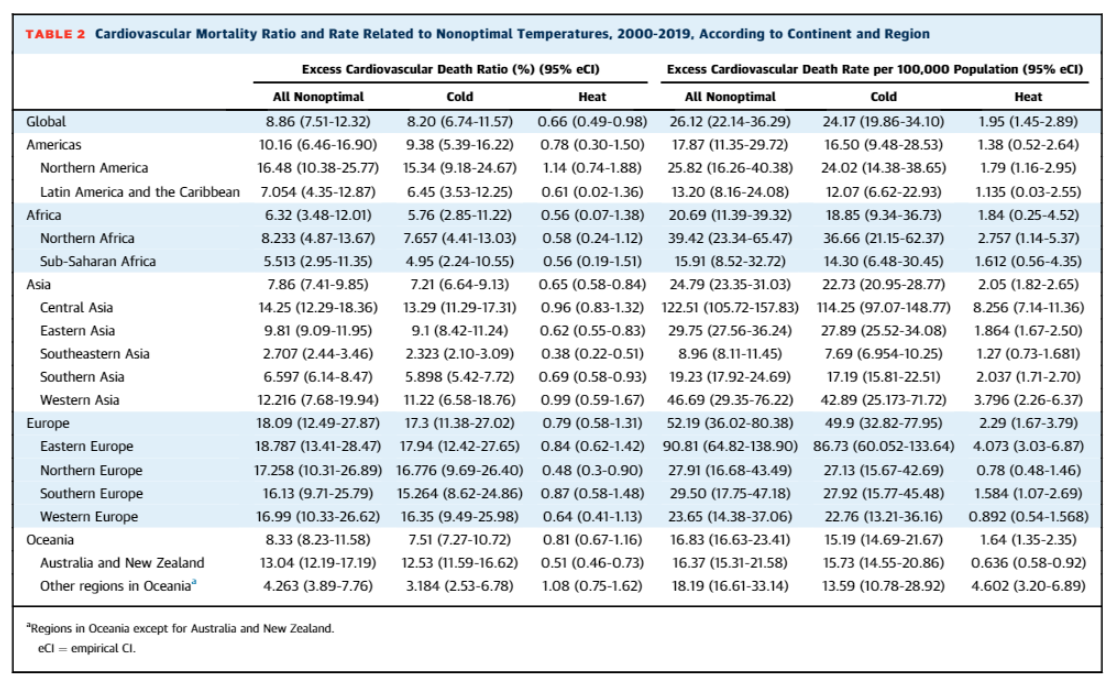 TABLE 2 Cardiovascular Mortality Ratio and Rate Related to Nonoptimal Temperatures, 2000-2019, According to Continent and Region
Excess Cardiovascular Death Ratio (%) (95% eCI) Excess Cardiovascular Death Rate per 100,000 Population (95% eCI)
All Nonoptimal Cold Heat All Nonoptimal Cold Heat
Global 8.86 (7.51-12.32) 8.20 (6.74-11.57) 0.66 (0.49-0.98) 26.12 (22.14-36.29) 24.17 (19.86-34.10) 1.95 (1.45-2.89)
Americas 10.16 (6.46-16.90) 9.38 (5.39-16.22) 0.78 (0.30-1.50) 17.87 (11.35-29.72) 16.50 (9.48-28.53) 1.38 (0.52-2.64)
Northern America 16.48 (10.38-25.77) 15.34 (9.18-24.67) 1.14 (0.74-1.88) 25.82 (16.26-40.38) 24.02 (14.38-38.65) 1.79 (1.16-2.95)
Latin America and the Caribbean 7.054 (4.35-12.87) 6.45 (3.53-12.25) 0.61 (0.02-1.36) 13.20 (8.16-24.08) 12.07 (6.62-22.93) 1.135 (0.03-2.55)
Africa 6.32 (3.48-12.01) 5.76 (2.85-11.22) 0.56 (0.07-1.38) 20.69 (11.39-39.32) 18.85 (9.34-36.73) 1.84 (0.25-4.52)
Northern Africa 8.233 (4.87-13.67) 7.657 (4.41-13.03) 0.58 (0.24-1.12) 39.42 (23.34-65.47) 36.66 (21.15-62.37) 2.757 (1.14-5.37)
Sub-Saharan Africa 5.513 (2.95-11.35) 4.95 (2.24-10.55) 0.56 (0.19-1.51) 15.91 (8.52-32.72) 14.30 (6.48-30.45) 1.612 (0.56-4.35)
Asia 7.86 (7.41-9.85) 7.21 (6.64-9.13) 0.65 (0.58-0.84) 24.79 (23.35-31.03) 22.73 (20.95-28.77) 2.05 (1.82-2.65)
Central Asia 14.25 (12.29-18.36) 13.29 (11.29-17.31) 0.96 (0.83-1.32) 122.51 (105.72-157.83) 114.25 (97.07-148.77) 8.256 (7.14-11.36)
Eastern Asia 9.81 (9.09-11.95) 9.1 (8.42-11.24) 0.62 (0.55-0.83) 29.75 (27.56-36.24) 27.89 (25.52-34.08) 1.864 (1.67-2.50)
Southeastern Asia 2.707 (2.44-3.46) 2.323 (2.10-3.09) 0.38 (0.22-0.51) 8.96 (8.11-11.45) 7.69 (6.954-10.25) 1.27 (0.73-1.681)
Southern Asia 6.597 (6.14-8.47) 5.898 (5.42-7.72) 0.69 (0.58-0.93) 19.23 (17.92-24.69) 17.19 (15.81-22.51) 2.037 (1.71-2.70)
Western Asia 12.216 (7.68-19.94) 11.22 (6.58-18.76) 0.99 (0.59-1.67) 46.69 (29.35-76.22) 42.89 (25.173-71.72) 3.796 (2.26-6.37)
Europe 18.09 (12.49-27.87) 17.3 (11.38-27.02) 0.79 (0.58-1.31) 52.19 (36.02-80.38) 49.9 (32.82-77.95) 2.29 (1.67-3.79)
Eastern Europe 18.787 (13.41-28.47) 17.94 (12.42-27.65) 0.84 (0.62-1.42) 90.81 (64.82-138.90) 86.73 (60.052-133.64) 4.073 (3.03-6.87)
Northern Europe 17.258 (10.31-26.89) 16.776 (9.69-26.40) 0.48 (0.3-0.90) 27.91 (16.68-43.49) 27.13 (15.67-42.69) 0.78 (0.48-1.46)
Southern Europe 16.13 (9.71-25.79) 15.264 (8.62-24.86) 0.87 (0.58-1.48) 29.50 (17.75-47.18) 27.92 (15.77-45.48) 1.584 (1.07-2.69)
Western Europe 16.99 (10.33-26.62) 16.35 (9.49-25.98) 0.64 (0.41-1.13) 23.65 (14.38-37.06) 22.76 (13.21-36.16) 0.892 (0.54-1.568)
Oceania 8.33 (8.23-11.58) 7.51 (7.27-10.72) 0.81 (0.67-1.16) 16.83 (16.63-23.41) 15.19 (14.69-21.67) 1.64 (1.35-2.35)
Australia and New Zealand 13.04 (12.19-17.19) 12.53 (11.59-16.62) 0.51 (0.46-0.73) 16.37 (15.31-21.58) 15.73 (14.55-20.86) 0.636 (0.58-0.92)
Other regions in Oceaniaᵃ 4.263 (3.89-7.76) 3.184 (2.53-6.78) 1.08 (0.75-1.62) 18.19 (16.61-33.14) 13.59 (10.78-28.92) 4.602 (3.20-6.89)
ᵃRegions in Oceania except for Australia and New Zealand.
eCI = empirical CI.